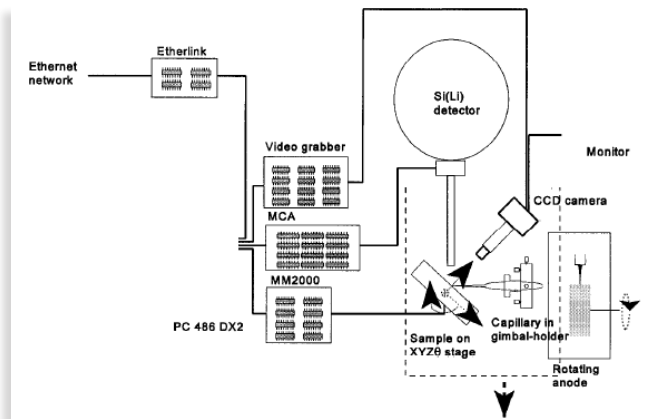 Etherlink
Ethernet
network
Si(Li)
detector
Video grabber
Monitor
CCD camera
MCA
MM2000
PC 486 DX2
Sample on
XYZθ stage
Capillary in
gimbal-holder
Rotating
anode